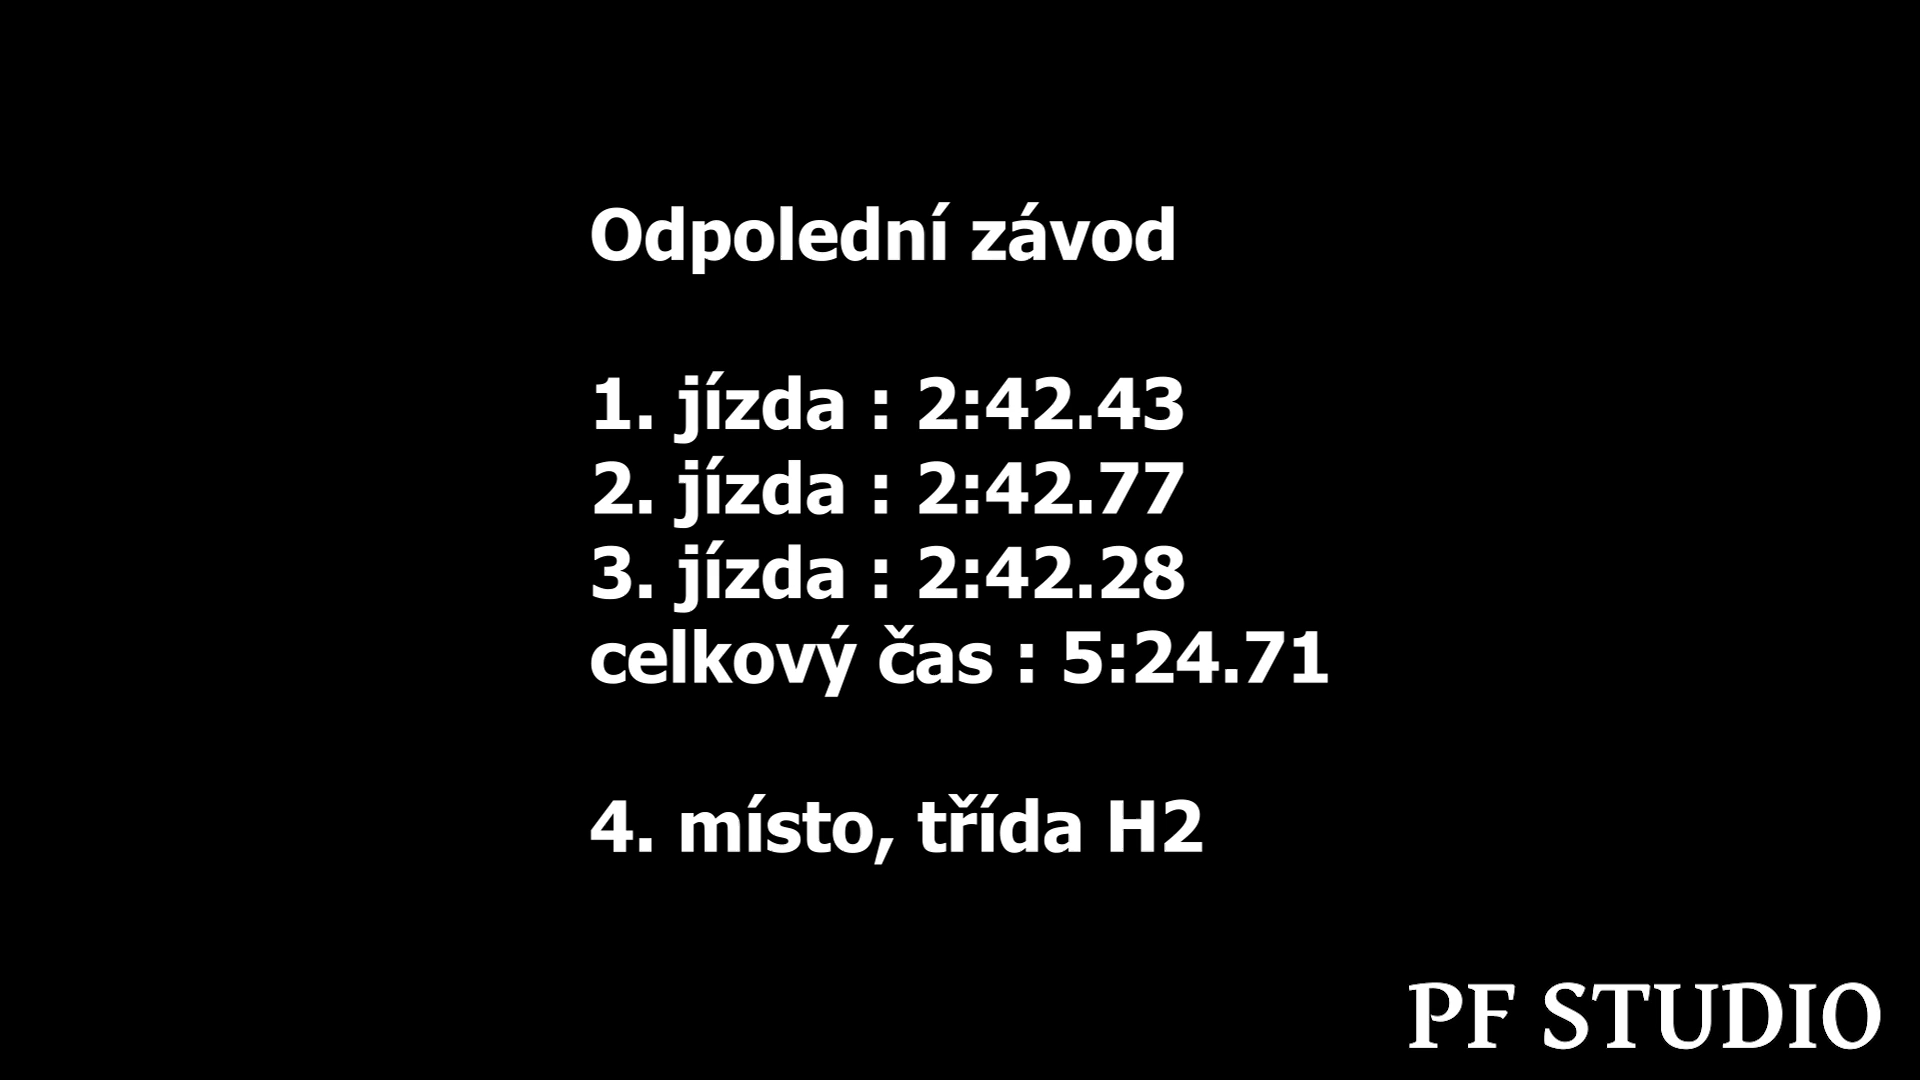 Odpolední závod
1. jízda : 2:42.43
2. jízda : 2:42.77
3. jízda : 2:42.28
celkový čas : 5:24.71
4. místo, třída H2
PF STUDIO